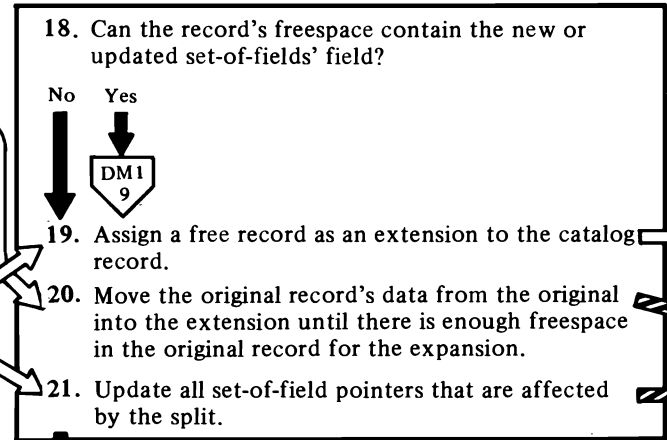 18. Can the record's freespace contain the new or
updated set-of-fields' field?
No Yes
DM1
9
19. Assign a free record as an extension to the catalog
record.
20. Move the original record's data from the original
into the extension until there is enough freespace
in the original record for the expansion.
21. Update all set-of-field pointers that are affected
by the split.